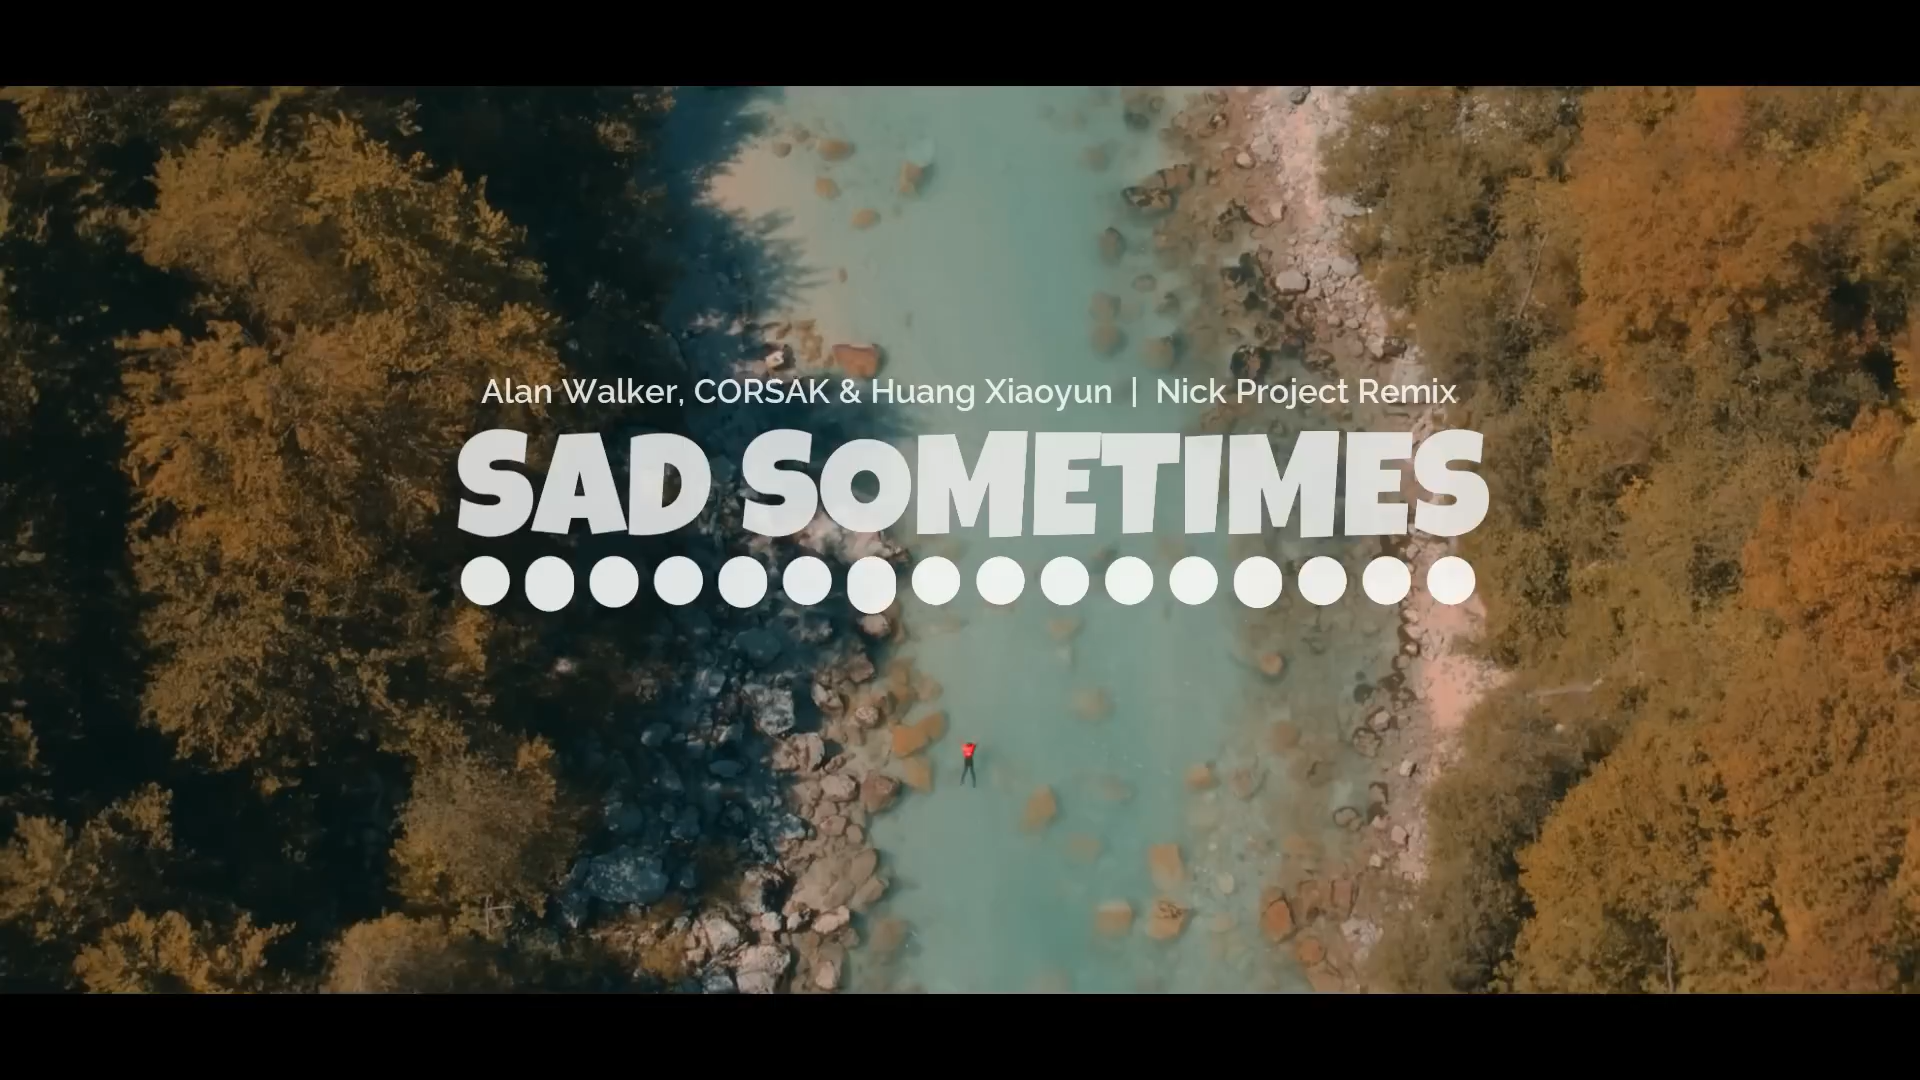 Alan Walker, CORSAK & Huang Xiaoyun | Nick Project Remix
SAD SOMETIMES